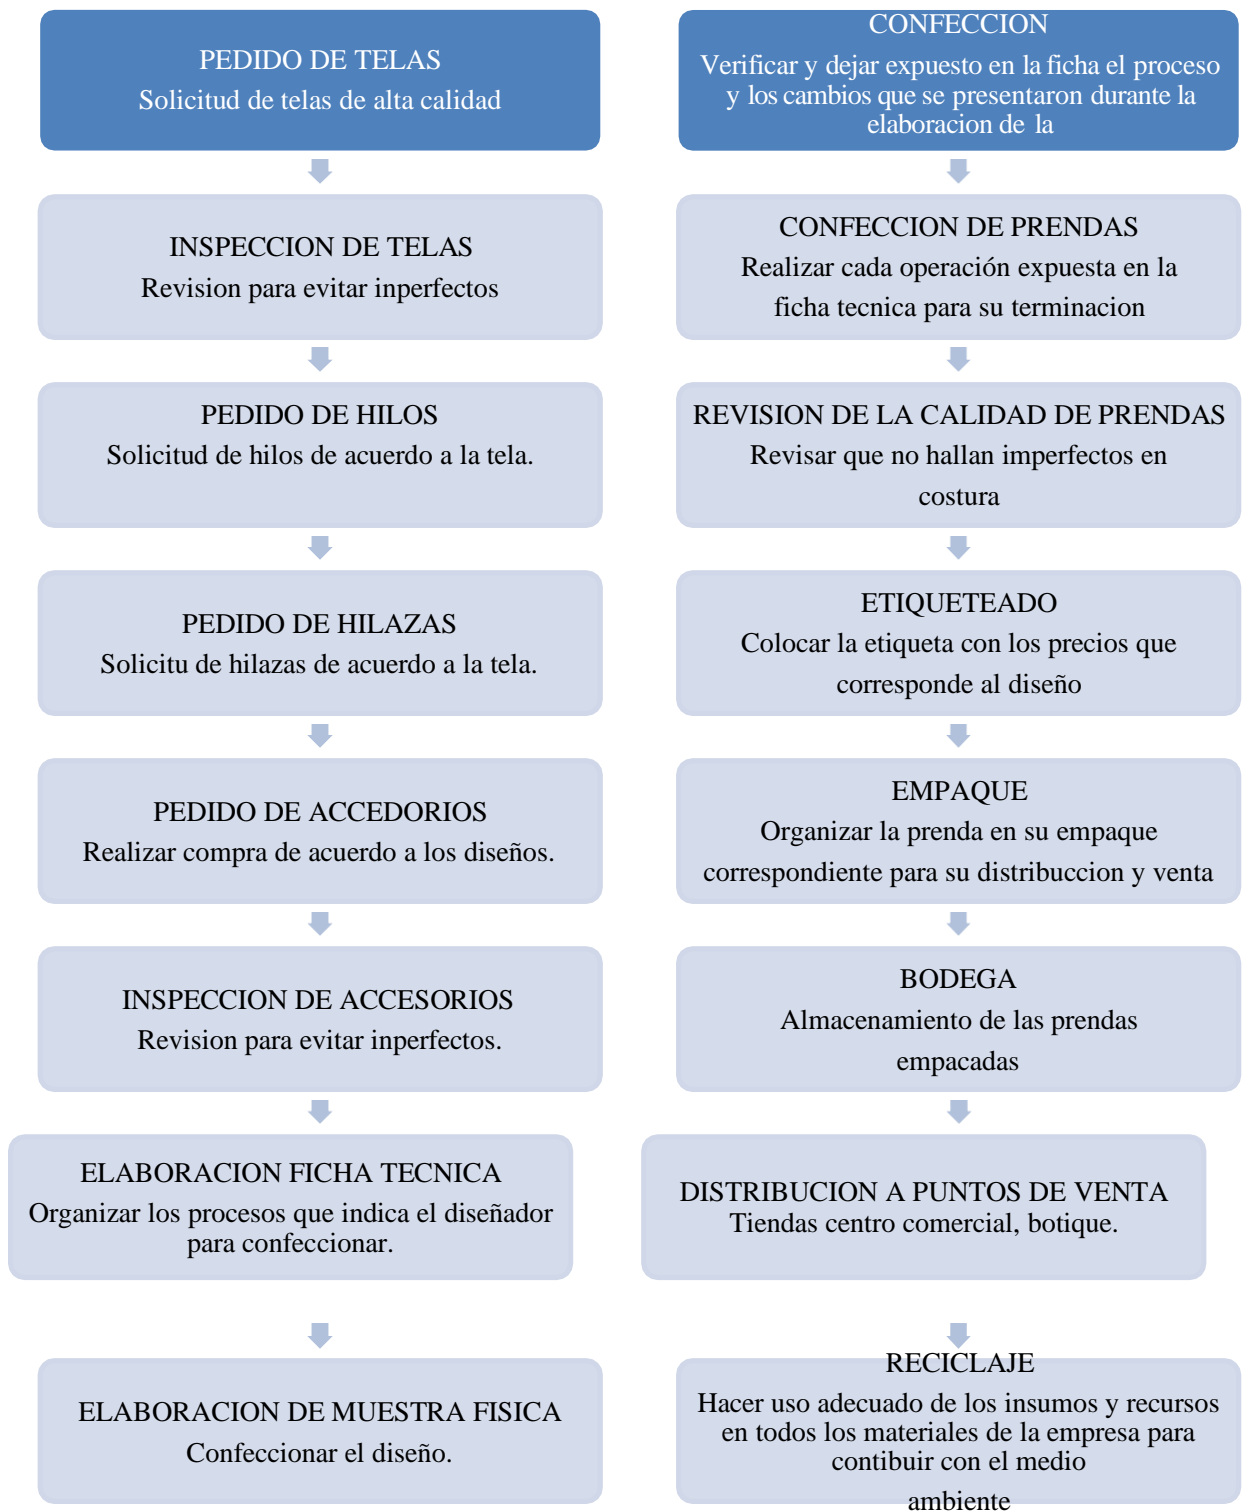 PEDIDO DE TELAS
Solicitud de telas de alta calidad
INSPECCION DE TELAS
Revision para evitar inperfectos
PEDIDO DE HILOS
Solicitud de hilos de acuerdo a la tela.
PEDIDO DE HILAZAS
Solicitu de hilazas de acuerdo a la tela.
PEDIDO DE ACCEDORIOS
Realizar compra de acuerdo a los diseños.
INSPECCION DE ACCESORIOS
Revision para evitar inperfectos.
ELABORACION FICHA TECNICA
Organizar los procesos que indica el diseñador
para confeccionar.
ELABORACION DE MUESTRA FISICA
Confeccionar el diseño.
CONFECCION
Verificar y dejar expuesto en la ficha el proceso
y los cambios que se presentaron durante la
elaboracion de la
CONFECCION DE PRENDAS
Realizar cada operación expuesta en la
ficha tecnica para su terminacion
REVISION DE LA CALIDAD DE PRENDAS
Revisar que no hallan imperfectos en
costura
ETIQUETEADO
Colocar la etiqueta con los precios que
corresponde al diseño
EMPAQUE
Organizar la prenda en su empaque
correspondiente para su distribuccion y venta
BODEGA
Almacenamiento de las prendas
empacadas
DISTRIBUCION A PUNTOS DE VENTA
Tiendas centro comercial, botique.
RECICLAJE
Hacer uso adecuado de los insumos y recursos
en todos los materiales de la empresa para
contibuir con el medio
ambiente